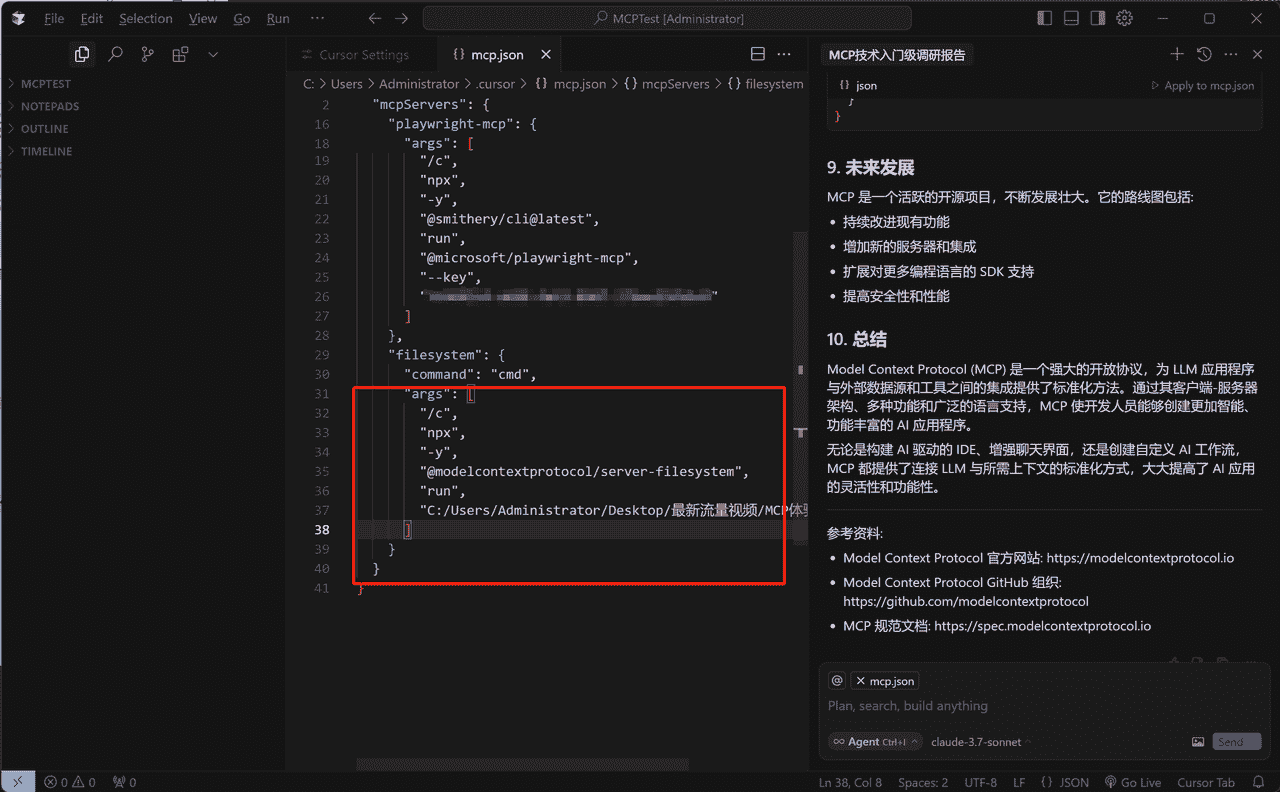 File Edit Selection View Go Run ··· MCPTest [Administrator]
MCPTEST
NOTEPADS
OUTLINE
TIMELINE
Cursor Settings
{} mcp.json
C: > Users > Administrator > .cursor > {} mcp.json > {} mcpServers > {} filesystem
2 "mcpServers": {
16 "playwright-mcp": {
18 "args": [
19 "/c",
20 "npx",
21 "-y",
22 "@smithery/cli@latest",
23 "run",
24 "@microsoft/playwright-mcp",
25 "--key",
26 "
27 ]
28 },
29 "filesystem": {
30 "command": "cmd",
31 "args": [
32 "/c",
33 "npx",
34 "-y",
35 "@modelcontextprotocol/server-filesystem",
36 "run",
37 "C:/Users/Administrator/Desktop/最新流量视频/MCP体
38 ]
39 }
40 }
41 }
MCP技术入门级调研报告
{} json
Apply to mcp.json
}
9. 未来发展
MCP 是一个活跃的开源项目，不断发展壮大。它的路线图包括:
• 持续改进现有功能
• 增加新的服务器和集成
• 扩展对更多编程语言的 SDK 支持
• 提高安全性和性能
10. 总结
Model Context Protocol (MCP) 是一个强大的开放协议，为 LLM 应用程序
与外部数据源和工具之间的集成提供了标准化方法。通过其客户端-服务器
架构、多种功能和广泛的语言支持，MCP 使开发人员能够创建更加智能、
功能丰富的 AI 应用程序。
无论是构建 AI 驱动的 IDE、增强聊天界面，还是创建自定义 AI 工作流，
MCP 都提供了连接 LLM 与所需上下文的标准化方式，大大提高了 AI 应用
的灵活性和功能性。
参考资料:
• Model Context Protocol 官方网站: https://modelcontextprotocol.io
• Model Context Protocol GitHub 组织:
https://github.com/modelcontextprotocol
• MCP 规范文档: https://spec.modelcontextprotocol.io
@ × mcp.json
Plan, search, build anything
∞ Agent Ctrl+I claude-3.7-sonnet Send
0 0 0 Ln 38, Col 8 Spaces: 2 UTF-8 LF {} JSON Go Live Cursor Tab